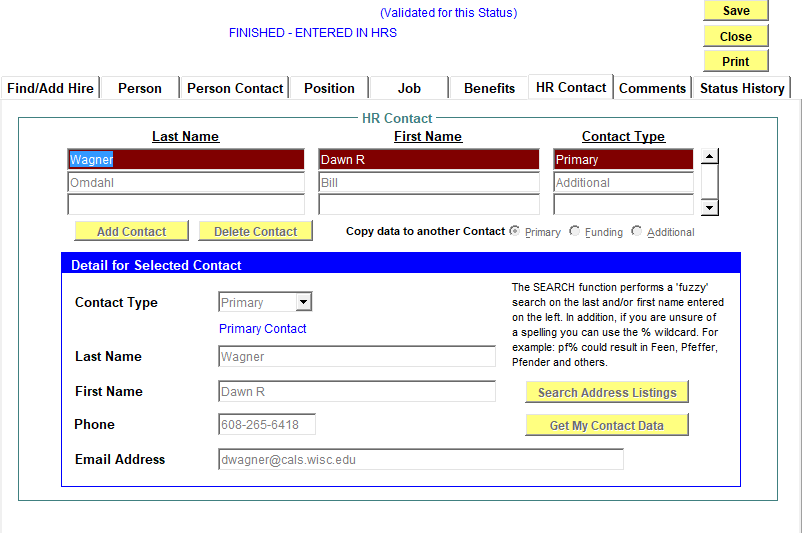 (Validated for this Status)
FINISHED - ENTERED IN HRS
Save
Close
Print
Find/Add Hire Person Person Contact Position Job Benefits HR Contact Comments Status History
HR Contact
Last Name First Name Contact Type
Wagner Dawn R Primary
Omdahl Bill Additional
Add Contact Delete Contact Copy data to another Contact Primary Funding Additional
Detail for Selected Contact
Contact Type Primary
Primary Contact
Last Name Wagner
First Name Dawn R
Phone 608-265-6418
Email Address dwagner@cals.wisc.edu
The SEARCH function performs a 'fuzzy'
search on the last and/or first name entered
on the left. In addition, if you are unsure of
a spelling you can use the % wildcard. For
example: pf% could result in Feen, Pfeffer,
Pfender and others.
Search Address Listings
Get My Contact Data